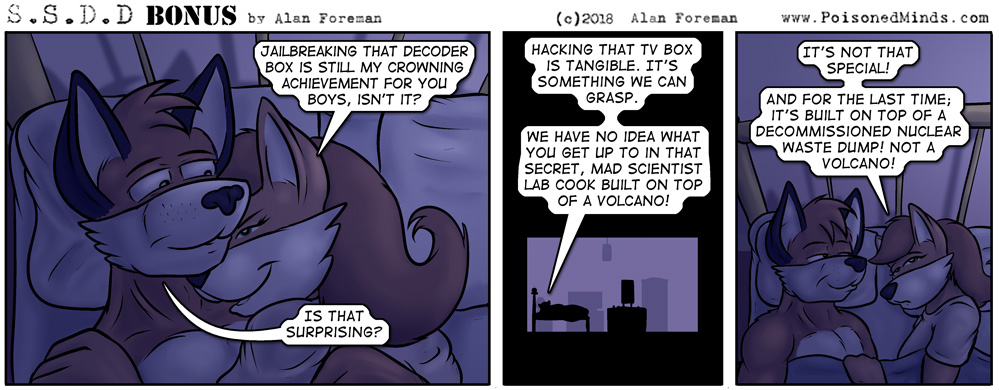 S.S.D.D BONUS by Alan Foreman (c)2018 Alan Foreman www.PoisonedMinds.com
JAILBREAKING THAT DECODER
BOX IS STILL MY CROWNING
ACHIEVEMENT FOR YOU
BOYS, ISN'T IT?
IS THAT
SURPRISING?
HACKING THAT TV BOX
IS TANGIBLE. IT'S
SOMETHING WE CAN
GRASP.
WE HAVE NO IDEA WHAT
YOU GET UP TO IN THAT
SECRET, MAD SCIENTIST
LAB COOK BUILT ON TOP
OF A VOLCANO!
IT'S NOT THAT
SPECIAL!
AND FOR THE LAST TIME;
IT'S BUILT ON TOP OF A
DECOMMISSIONED NUCLEAR
WASTE DUMP! NOT A
VOLCANO!